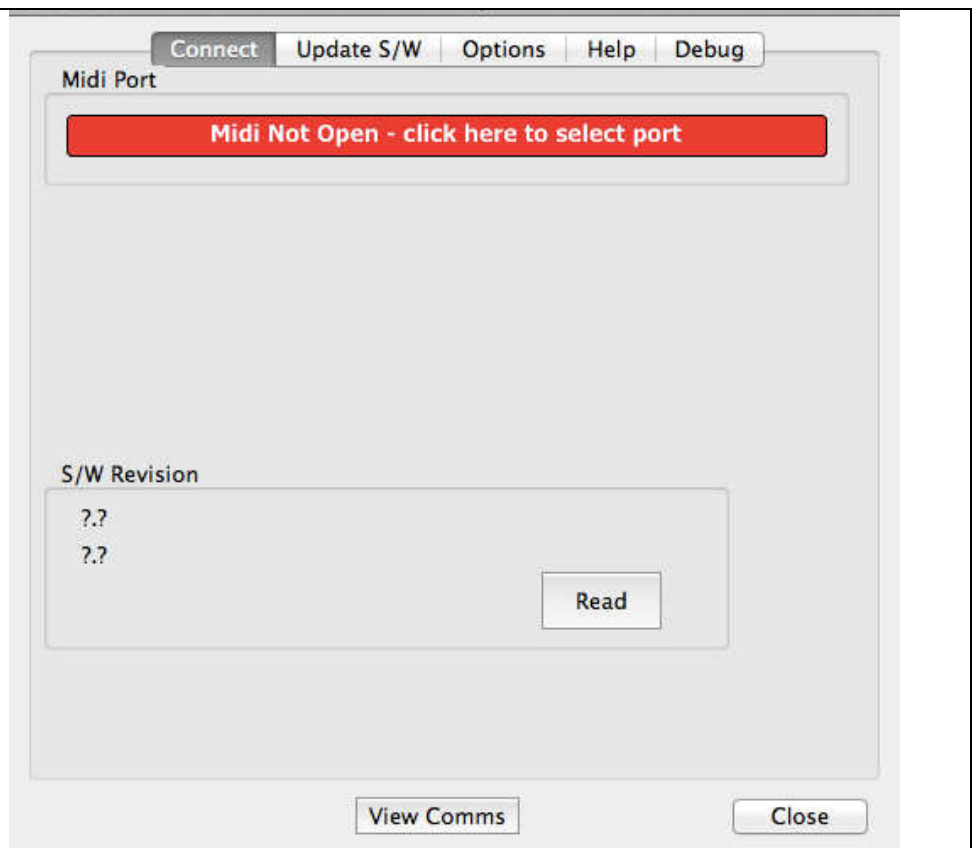 Connect Update S/W Options Help Debug
Midi Port
Midi Not Open - click here to select port
S/W Revision
?.?
?.?
Read
View Comms Close